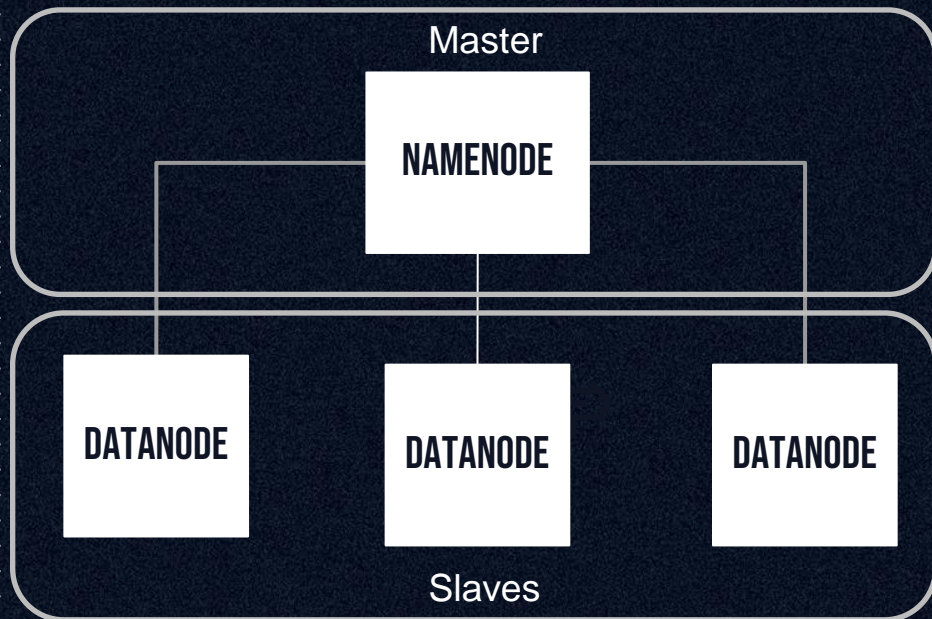 Master
NAMENODE
DATANODE
DATANODE
DATANODE
Slaves